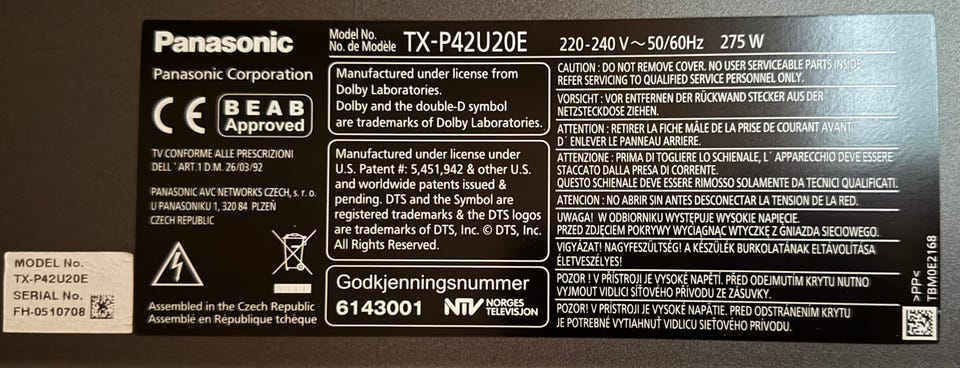 Panasonic
Panasonic Corporation
CE
BEAB
Approved
TV CONFORME ALLE PRESCRIZIONI
DELL´ ART.1 D.M. 26/03/92
PANASONIC AVC NETWORKS CZECH, s. r. o.
U PANASONIKU 1, 320 84 PLZEŇ
CZECH REPUBLIC
Assembled in the Czech Republic
Assemblé en République tchèque
MODEL No.
TX-P42U20E
SERIAL No.
FH-0510708
Model No.
No. de Modèle TX-P42U20E
220-240 V ~ 50/60Hz 275 W
Manufactured under license from
Dolby Laboratories.
Dolby and the double-D symbol
are trademarks of Dolby Laboratories.
Manufactured under license under
U.S. Patent #: 5,451,942 & other U.S.
and worldwide patents issued &
pending. DTS and the Symbol are
registered trademarks & the DTS logos
are trademarks of DTS, Inc. © DTS, Inc.
All Rights Reserved.
Godkjenningsnummer
6143001 NTV NORGES
TELEVISJON
CAUTION : DO NOT REMOVE COVER. NO USER SERVICEABLE PARTS INSIDE
REFER SERVICING TO QUALIFIED SERVICE PERSONNEL ONLY.
VORSICHT : VOR ENTFERNEN DER RÜCKWAND STECKER AUS DER
NETZSTECKDOSE ZIEHEN.
ATTENTION : RETIRER LA FICHE MÂLE DE LA PRISE DE COURANT AVANT
D´ ENLEVER LE PANNEAU ARRIERE.
ATTENZIONE : PRIMA DI TOGLIERE LO SCHIENALE, L´ APPARECCHIO DEVE ESSERE
STACCATO DALLA PRESA DI CORRENTE.
QUESTO SCHIENALE DEVE ESSERE RIMOSSO SOLAMENTE DA TECNICI QUALIFICATI.
ATENCION : NO ABRIR SIN ANTES DESCONECTAR LA TENSION DE LA RED.
UWAGA! W ODBIORNIKU WYSTĘPUJE WYSOKIE NAPIĘCIE.
PRZED ZDJĘCIEM POKRYWY WYCIĄGNĄĆ WTYCZKĘ Z GNIAZDA SIECIOWEGO.
VIGYÁZAT! NAGYFESZÜLTSÉG! A KÉSZÜLÉK BURKOLATÁNAK ELTÁVOLÍTÁSA
ÉLETVESZÉLYES!
POZOR ! V PŘÍSTROJI JE VYSOKÉ NAPĚTÍ. PŘED ODEJMUTÍM KRYTU NUTNO
VYJMOUT VIDLICI SÍŤOVÉHO PŘÍVODU ZE ZÁSUVKY.
POZOR ! V PRÍSTROJI JE VYSOKÉ NAPÄTIE. PRED ODSTRÁNENÍM KRYTU
JE POTREBNÉ VYTIAHNUŤ VIDLICU SIEŤOVÉHO PRÍVODU.
>PP<
TBM0E2168